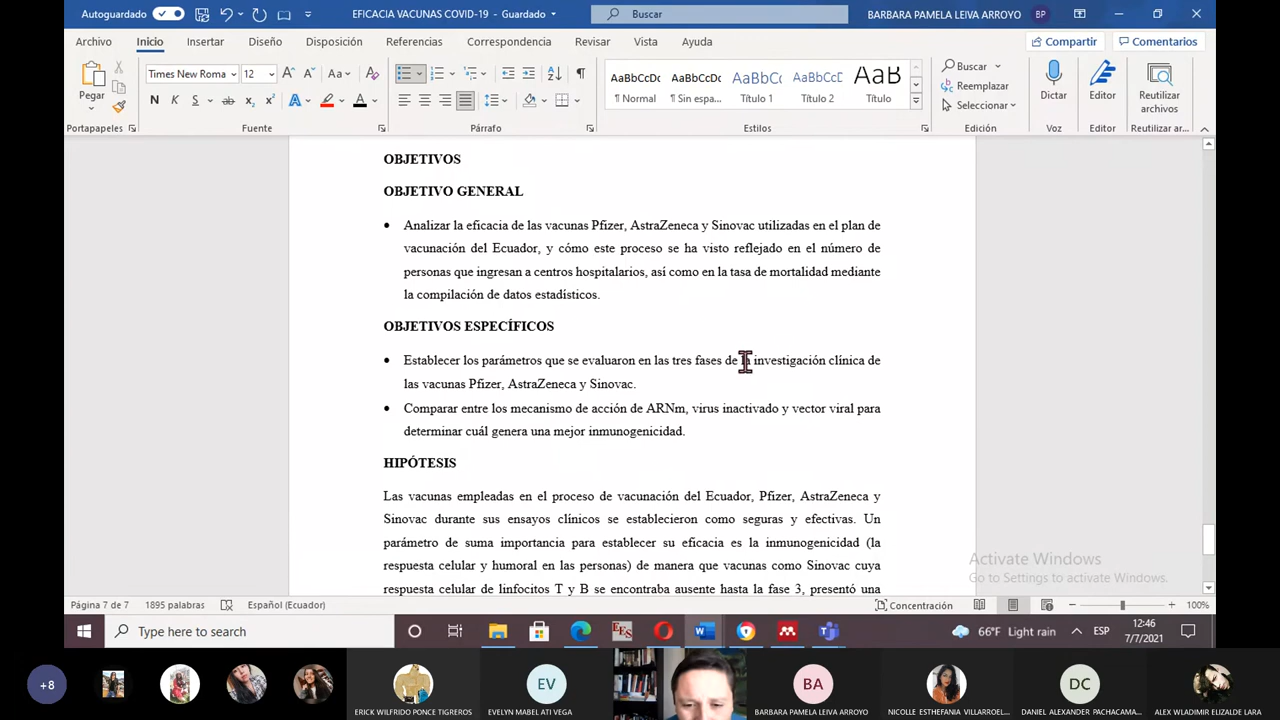 Autoguardado
EFICACIA VACUNAS COVID-19 - Guardado
Buscar
BARBARA PAMELA LEIVA ARROYO
BP
Archivo Inicio Insertar Diseño Disposición Referencias Correspondencia Revisar Vista Ayuda
Compartir
Comentarios
Pegar
Times New Roma
12
N K S ab x₂ x²
AaBbCcDc AaBbCcDc AaBbCc AaBbCcD AaB
¶ Normal ¶ Sin espa... Título 1 Título 2 Título
Buscar
Reemplazar
Seleccionar
Dictar
Editor
Reutilizar archivos
Portapapeles Fuente Párrafo Estilos Edición Voz Editor Reutilizar ar...
OBJETIVOS
OBJETIVO GENERAL
• Analizar la eficacia de las vacunas Pfizer, AstraZeneca y Sinovac utilizadas en el plan de
vacunación del Ecuador, y cómo este proceso se ha visto reflejado en el número de
personas que ingresan a centros hospitalarios, así como en la tasa de mortalidad mediante
la compilación de datos estadísticos.
OBJETIVOS ESPECÍFICOS
• Establecer los parámetros que se evaluaron en las tres fases de la investigación clínica de
las vacunas Pfizer, AstraZeneca y Sinovac.
• Comparar entre los mecanismo de acción de ARNm, virus inactivado y vector viral para
determinar cuál genera una mejor inmunogenicidad.
HIPÓTESIS
Las vacunas empleadas en el proceso de vacunación del Ecuador, Pfizer, AstraZeneca y
Sinovac durante sus ensayos clínicos se establecieron como seguras y efectivas. Un
parámetro de suma importancia para establecer su eficacia es la inmunogenicidad (la
respuesta celular y humoral en las personas) de manera que vacunas como Sinovac cuya
respuesta celular de linfocitos T y B se encontraba ausente hasta la fase 3, presentó una
Activate Windows
Go to Settings to activate Windows.
Página 7 de 7 1895 palabras Español (Ecuador) Concentración 100%
Type here to search
66°F Light rain
ESP
12:46
7/7/2021
+8
EV
BA
DC
ERICK WILFRIDO PONCE TIGREROS
EVELYN MABEL ATI VEGA
BARBARA PAMELA LEIVA ARROYO
NICOLLE ESTHEFANIA VILLARROEL...
DANIEL ALEXANDER PACHACAMA...
ALEX WLADIMIR ELIZALDE LARA